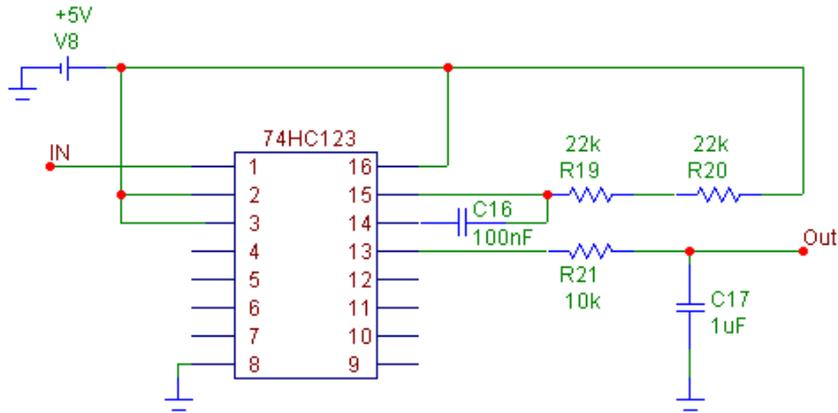 +5V
V8
74HC123
IN
1 16
2 15
3 14
4 13
5 12
6 11
7 10
8 9
22k
R19
22k
R20
C16
100nF
R21
10k
Out
C17
1uF